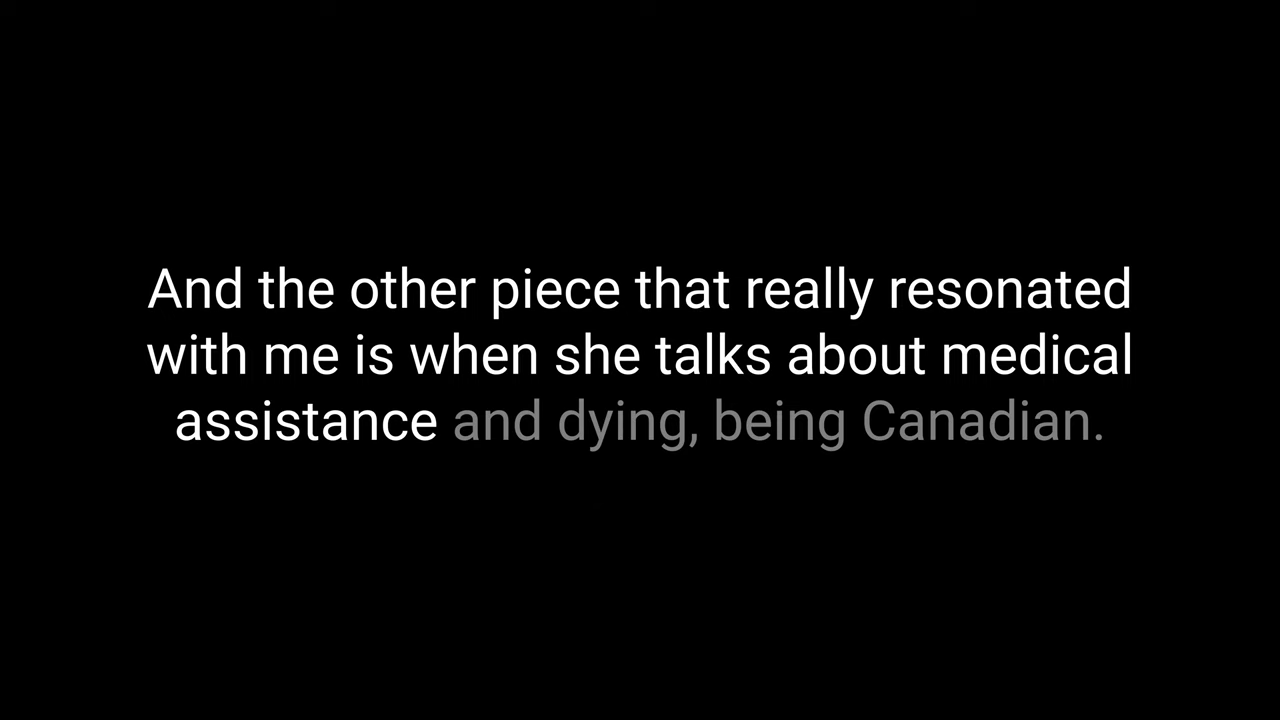 And the other piece that really resonated
with me is when she talks about medical
assistance and dying, being Canadian.